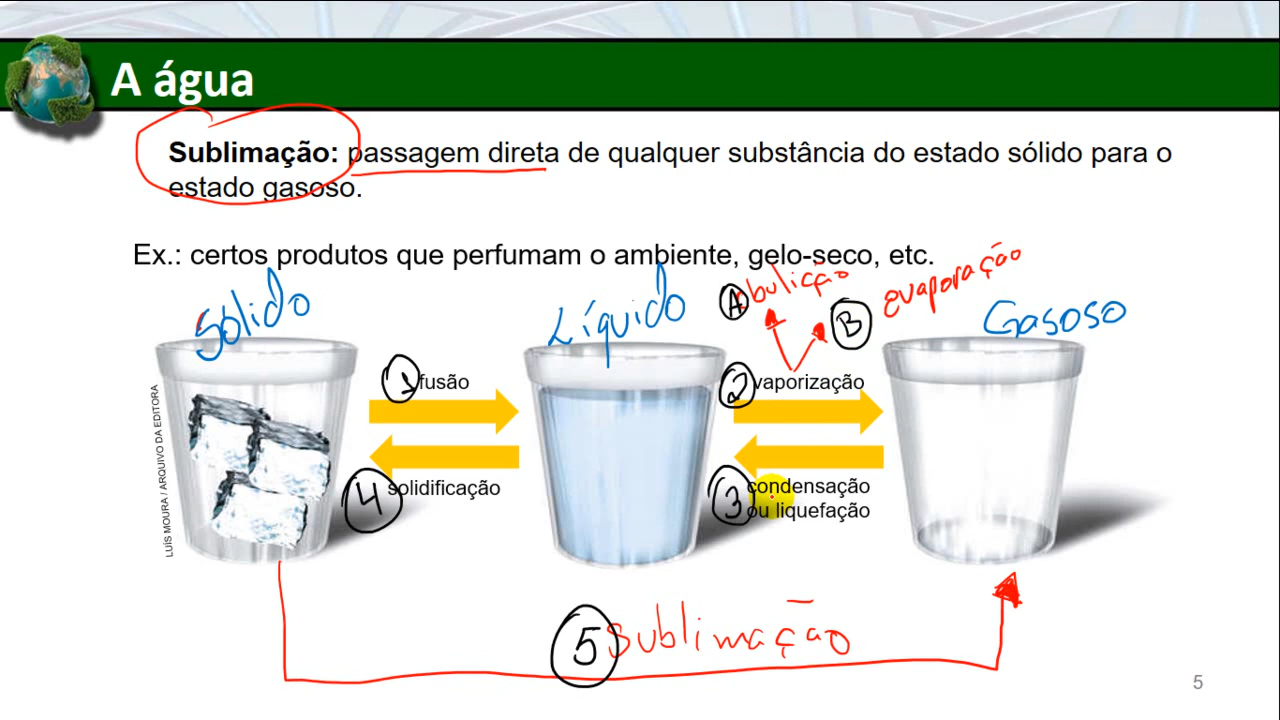 A água
Sublimação: passagem direta de qualquer substância do estado sólido para o
estado gasoso.
Ex.: certos produtos que perfumam o ambiente, gelo-seco, etc.
Sólido
Líquido
A ebulição
B evaporação
Gasoso
1 fusão
2 vaporização
4 solidificação
3 condensação
ou liquefação
LUÍS MOURA / ARQUIVO DA EDITORA
5 Sublimação
5